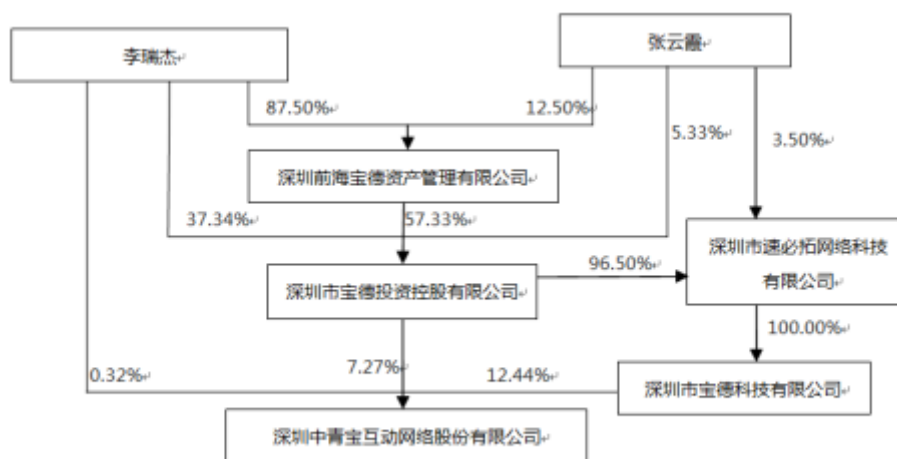 李瑞杰
张云霞
87.50%
12.50%
5.33%
3.50%
深圳前海宝德资产管理有限公司
37.34%
57.33%
深圳市速必拓网络科技
有限公司
96.50%
深圳市宝德投资控股有限公司
100.00%
0.32%
7.27%
12.44%
深圳市宝德科技有限公司
深圳中青宝互动网络股份有限公司